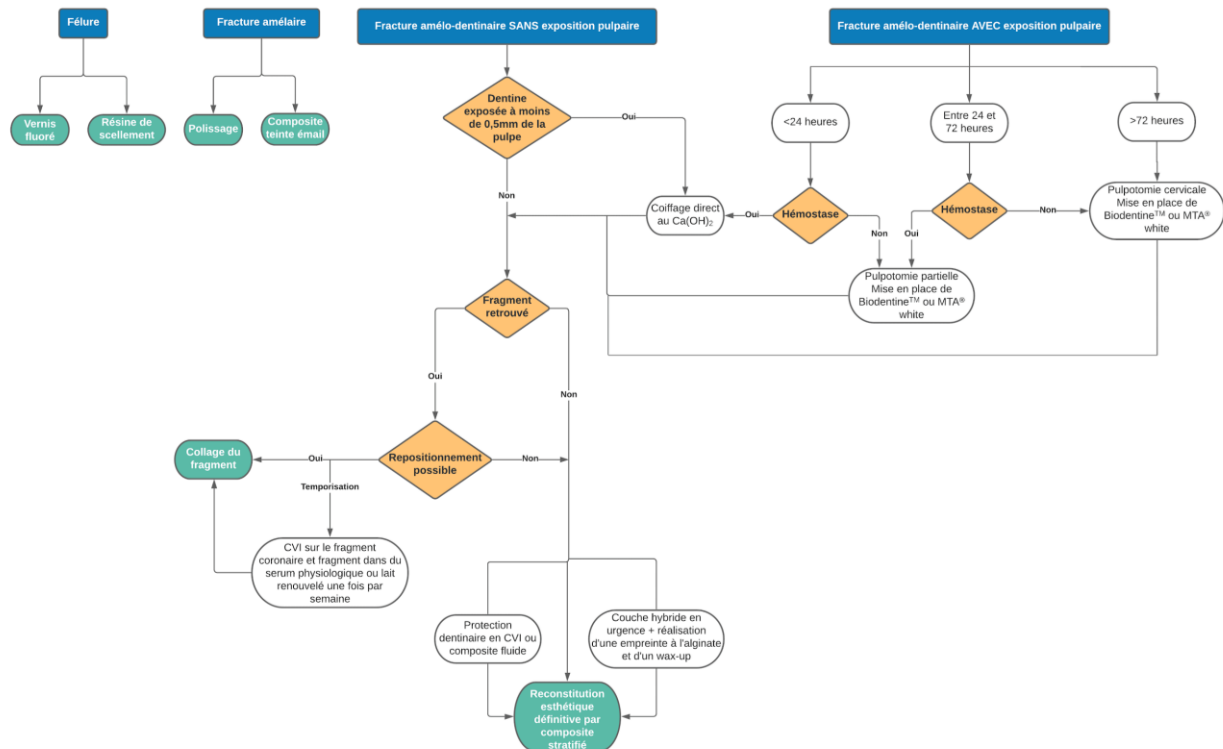 Fêlure
Fracture amélaire
Fracture amélo-dentinaire SANS exposition pulpaire
Fracture amélo-dentinaire AVEC exposition pulpaire
Vernis
fluoré
Résine de
scellement
Polissage
Composite
teinte émail
Dentine
exposée à moins
de 0,5mm de la
pulpe
Oui
Non
<24 heures
Entre 24 et
72 heures
>72 heures
Coiffage direct
au Ca(OH)₂
Oui
Hémostase
Non
Hémostase
Oui
Non
Pulpotomie cervicale
Mise en place de
Biodentine™ ou MTA®
white
Pulpotomie partielle
Mise en place de
Biodentine™ ou MTA®
white
Fragment
retrouvé
Oui
Non
Collage du
fragment
Oui
Repositionnement
possible
Non
Temporisation
CVI sur le fragment
coronaire et fragment dans du
serum physiologique ou lait
renouvelé une fois par
semaine
Protection
dentinaire en CVI ou
composite fluide
Couche hybride en
urgence + réalisation
d'une empreinte à l'alginate
et d'un wax-up
Reconstitution
esthétique
définitive par
composite
stratifié